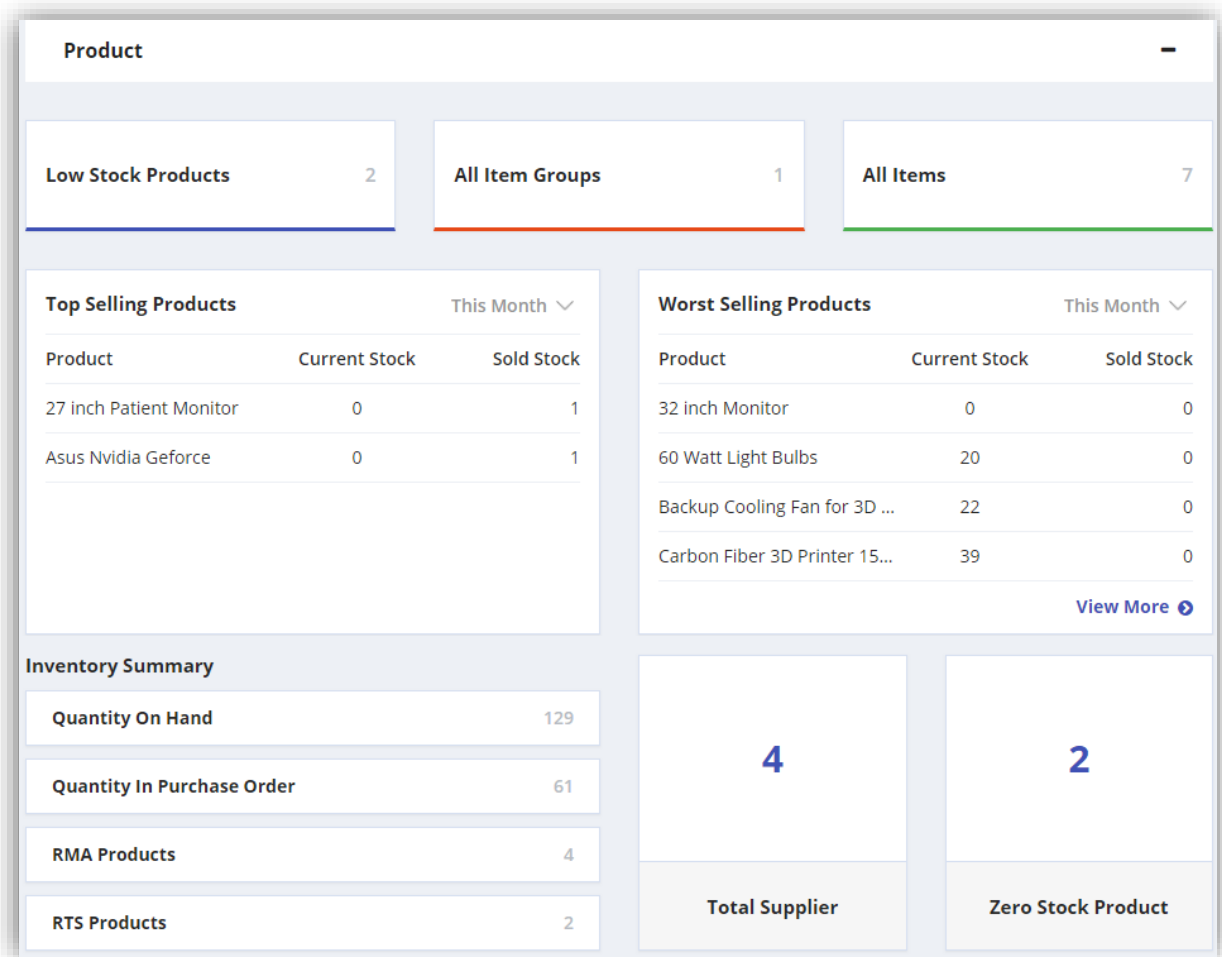 Product
Low Stock Products 2
All Item Groups 1
All Items 7
Top Selling Products This Month
Product Current Stock Sold Stock
27 inch Patient Monitor 0 1
Asus Nvidia Geforce 0 1
Worst Selling Products This Month
Product Current Stock Sold Stock
32 inch Monitor 0 0
60 Watt Light Bulbs 20 0
Backup Cooling Fan for 3D ... 22 0
Carbon Fiber 3D Printer 15... 39 0
View More
Inventory Summary
Quantity On Hand 129
Quantity In Purchase Order 61
RMA Products 4
RTS Products 2
4
Total Supplier
2
Zero Stock Product